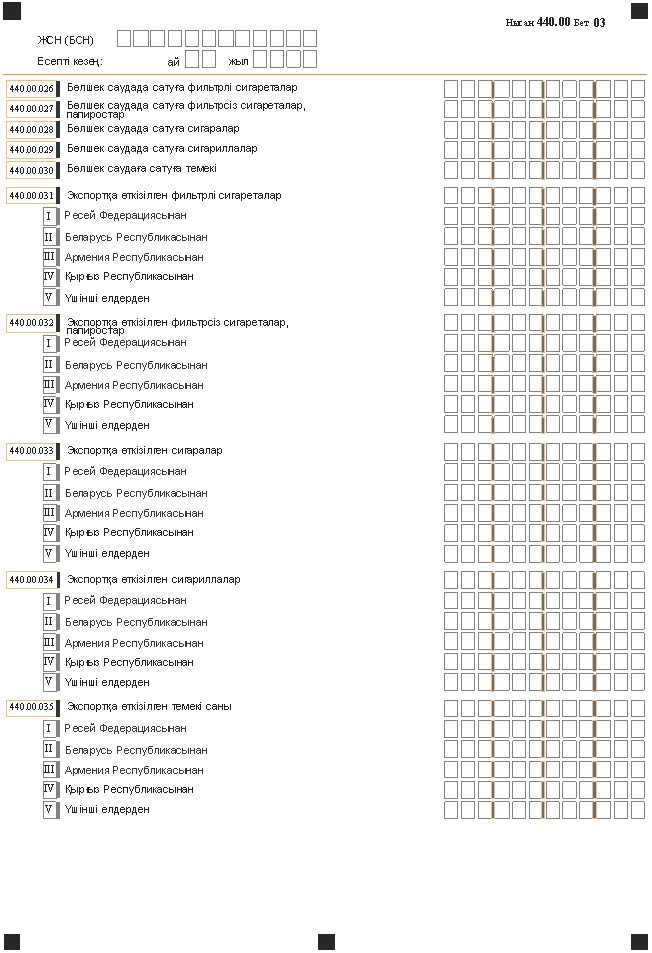 Нысан 440.00 Бет 03
ЖСН (БСН)
Есепті кезең: ай жыл
440.00.026 Бөлшек саудада сатуға фильтрлі сигареталар
440.00.027 Бөлшек саудада сатуға фильтрсіз сигареталар,
папиростар
440.00.028 Бөлшек саудада сатуға сигаралар
440.00.029 Бөлшек саудада сатуға сигариллалар
440.00.030 Бөлшек саудаға сатуға темекі
440.00.031 Экспортқа өткізілген фильтрлі сигареталар
I Ресей Федерациясынан
II Беларусь Республикасынан
III Армения Республикасынан
IV Қырғыз Республикасынан
V Үшінші елдерден
440.00.032 Экспортқа өткізілген фильтрсіз сигареталар,
папиростар
I Ресей Федерациясынан
II Беларусь Республикасынан
III Армения Республикасынан
IV Қырғыз Республикасынан
V Үшінші елдерден
440.00.033 Экспортқа өткізілген сигаралар
I Ресей Федерациясынан
II Беларусь Республикасынан
III Армения Республикасынан
IV Қырғыз Республикасынан
V Үшінші елдерден
440.00.034 Экспортқа өткізілген сигариллалар
I Ресей Федерациясынан
II Беларусь Республикасынан
III Армения Республикасынан
IV Қырғыз Республикасынан
V Үшінші елдерден
440.00.035 Экспортқа өткізілген темекі саны
I Ресей Федерациясынан
II Беларусь Республикасынан
III Армения Республикасынан
IV Қырғыз Республикасынан
V Үшінші елдерден